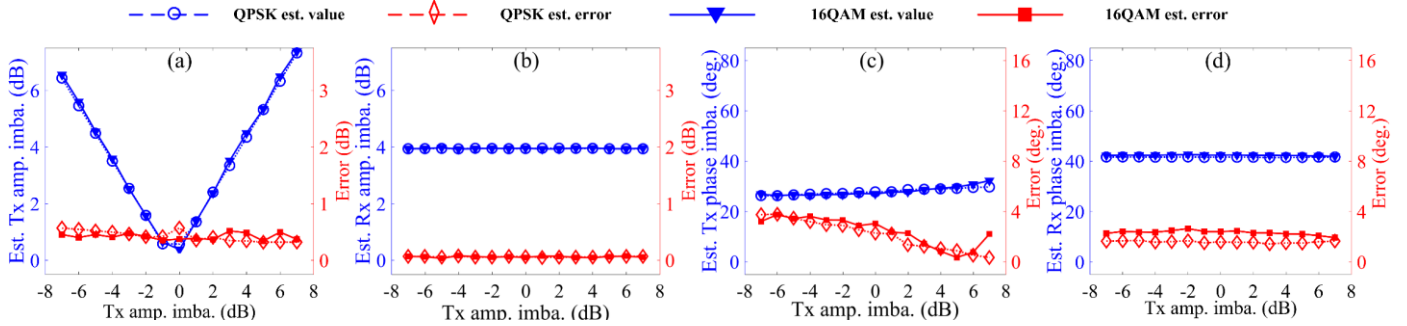 QPSK est. value QPSK est. error 16QAM est. value 16QAM est. error
(a) (b) (c) (d)
Est. Tx amp. imba. (dB)
0 2 4 6
Error (dB)
0 1 2 3
-8 -6 -4 -2 0 2 4 6 8
Tx amp. imba. (dB)
Est. Rx amp. imba. (dB)
0 2 4 6
Error (dB)
0 1 2 3
-8 -6 -4 -2 0 2 4 6 8
Tx amp. imba. (dB)
Est. Tx phase imba. (deg.)
0 20 40 60 80
Error (deg.)
0 4 8 12 16
-8 -6 -4 -2 0 2 4 6 8
Tx amp. imba. (dB)
Est. Rx phase imba. (deg.)
0 20 40 60 80
Error (deg.)
0 4 8 12 16
-8 -6 -4 -2 0 2 4 6 8
Tx amp. imba. (dB)